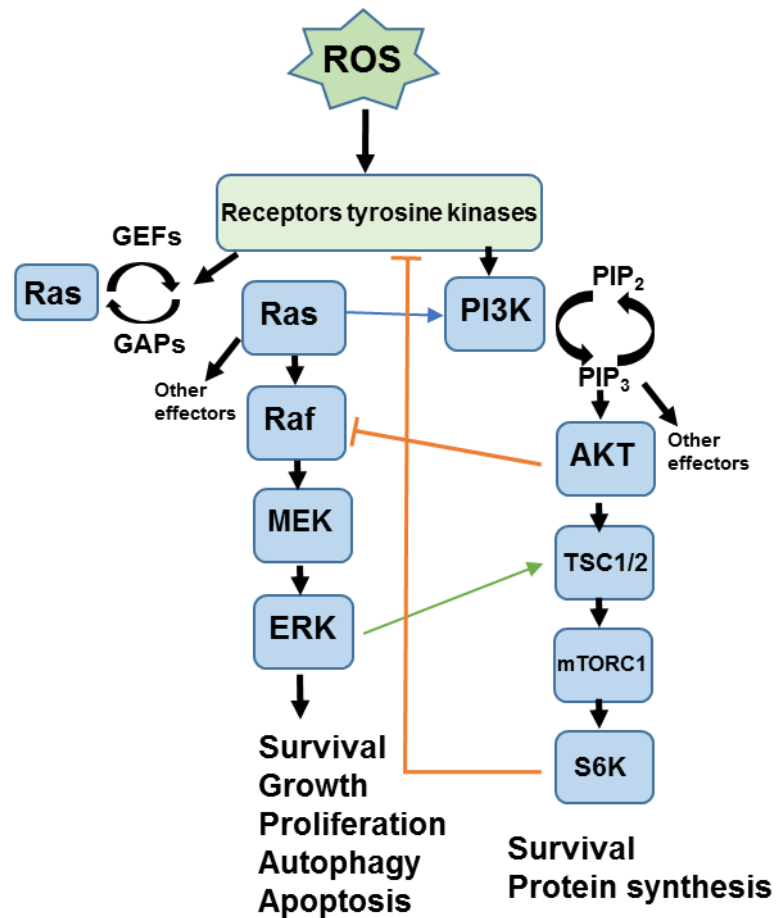 ROS
Receptors tyrosine kinases
GEFs
Ras
GAPs
Ras
PI3K
PIP₂
PIP₃
Other
effectors
Raf
AKT
Other
effectors
MEK
TSC1/2
ERK
mTORC1
S6K
Survival
Growth
Proliferation
Autophagy
Apoptosis
Survival
Protein synthesis